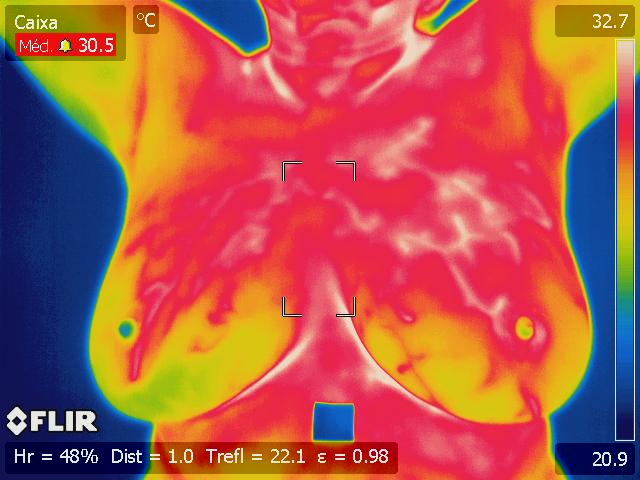 Caixa
°C
Méd. 30.5
32.7
FLIR
Hr = 48% Dist = 1.0 Trefl = 22.1 ε = 0.98
20.9